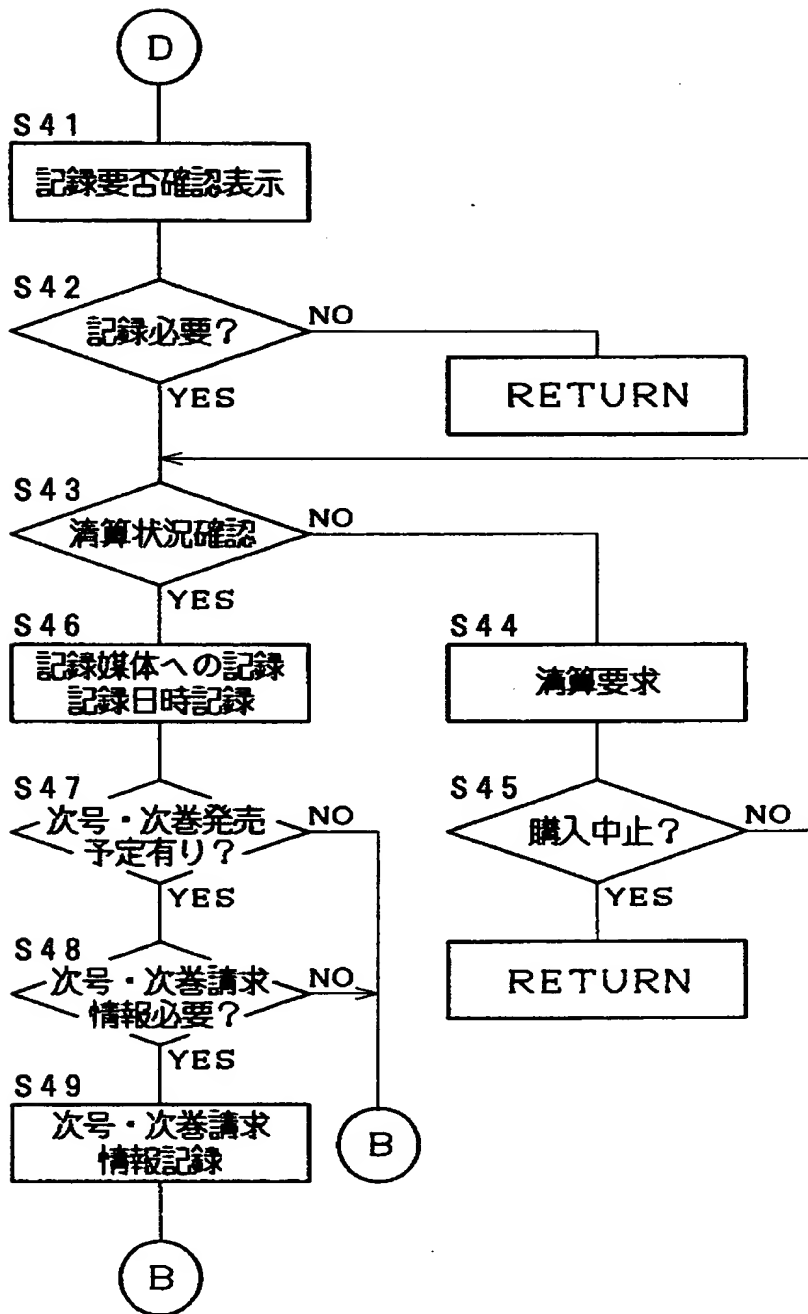 D
S41
記録要否確認表示
S42
記録必要?
NO
YES
RETURN
S43
清算状況確認
NO
YES
S46
記録媒体への記録
記録日時記録
S44
清算要求
S47
次号・次巻発売
予定有り?
NO
YES
S45
購入中止?
NO
YES
RETURN
S48
次号・次巻請求
情報必要?
NO
YES
S49
次号・次巻請求
情報記録
B
B